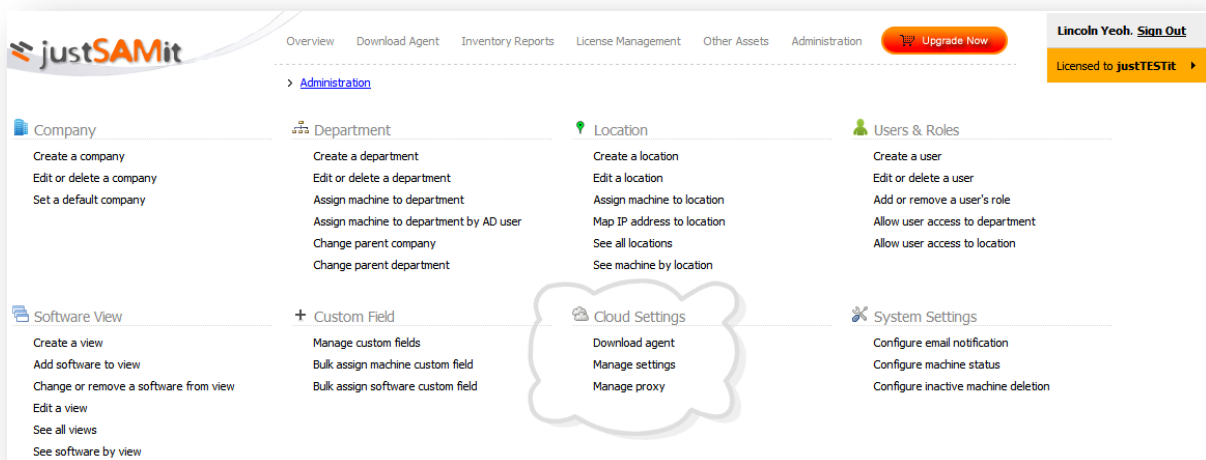 justSAMit
Overview Download Agent Inventory Reports License Management Other Assets Administration Upgrade Now
Lincoln Yeoh. Sign Out
Licensed to justTESTit
> Administration
Company
Create a company
Edit or delete a company
Set a default company
Department
Create a department
Edit or delete a department
Assign machine to department
Assign machine to department by AD user
Change parent company
Change parent department
Location
Create a location
Edit a location
Assign machine to location
Map IP address to location
See all locations
See machine by location
Users & Roles
Create a user
Edit or delete a user
Add or remove a user's role
Allow user access to department
Allow user access to location
Software View
Create a view
Add software to view
Change or remove a software from view
Edit a view
See all views
See software by view
Custom Field
Manage custom fields
Bulk assign machine custom field
Bulk assign software custom field
Cloud Settings
Download agent
Manage settings
Manage proxy
System Settings
Configure email notification
Configure machine status
Configure inactive machine deletion